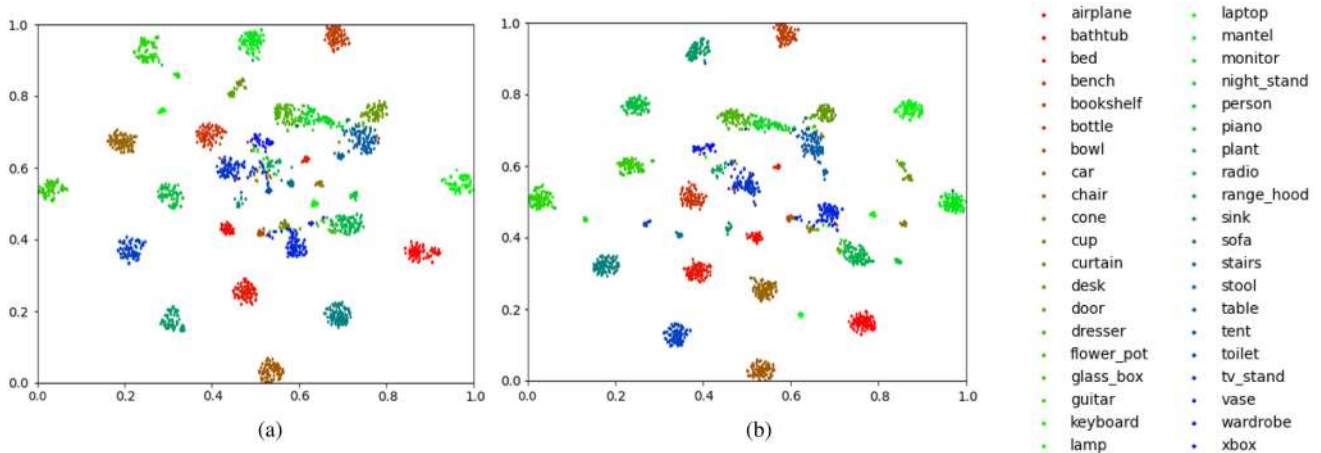 1.0
0.8
0.6
0.4
0.2
0.0
0.0 0.2 0.4 0.6 0.8 1.0
(a)
1.0
0.8
0.6
0.4
0.2
0.0
0.0 0.2 0.4 0.6 0.8 1.0
(b)
airplane
bathtub
bed
bench
bookshelf
bottle
bowl
car
chair
cone
cup
curtain
desk
door
dresser
flower_pot
glass_box
guitar
keyboard
lamp
laptop
mantel
monitor
night_stand
person
piano
plant
radio
range_hood
sink
sofa
stairs
stool
table
tent
toilet
tv_stand
vase
wardrobe
xbox